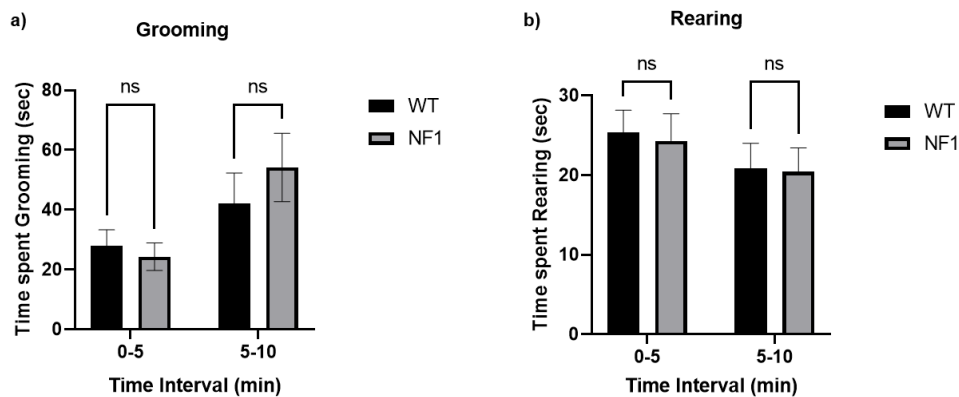 a)
Grooming
Time spent Grooming (sec)
80
60
40
20
0
ns
ns
0-5
5-10
Time Interval (min)
WT
NF1
b)
Rearing
Time spent Rearing (sec)
30
20
10
0
ns
ns
0-5
5-10
Time Interval (min)
WT
NF1